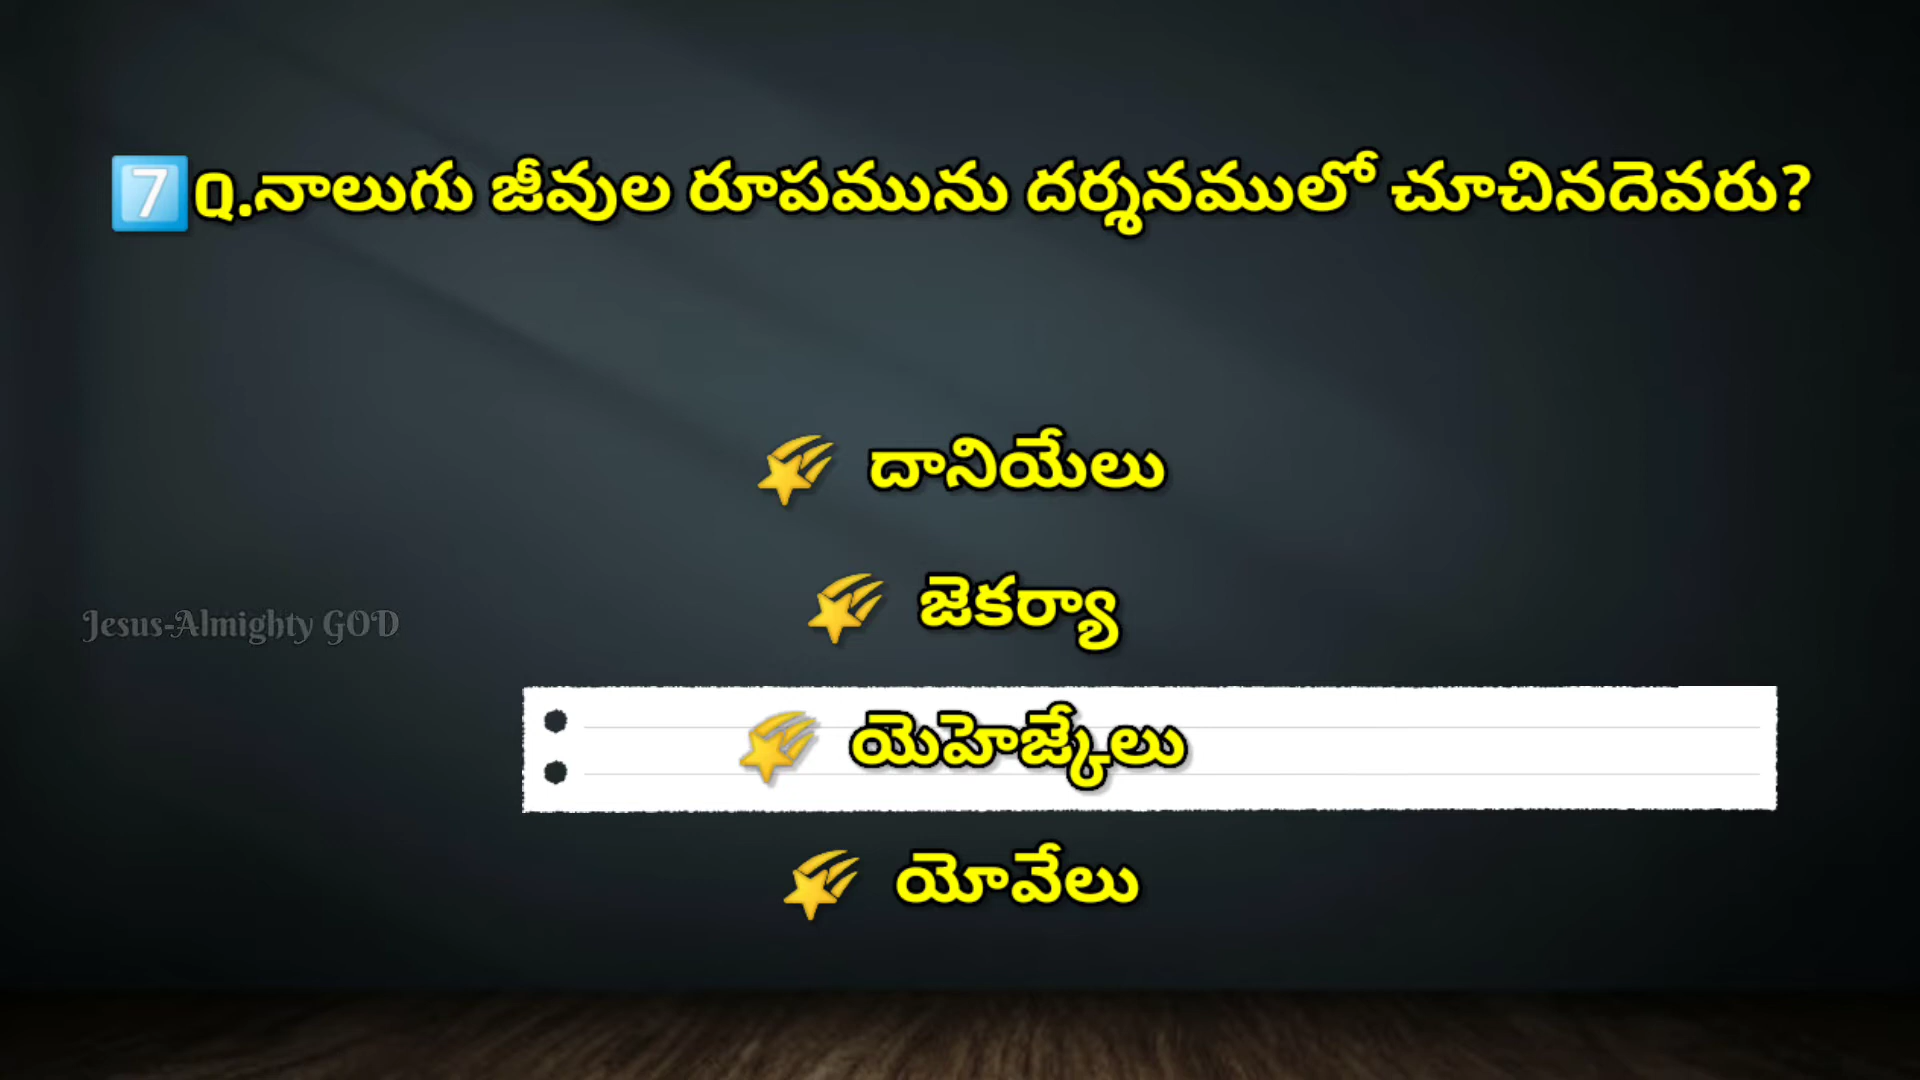 7️⃣Q.నాలుగు జీవుల రూపమును దర్శనములో చూచినదెవరు?
🌠 దానియేలు
🌠 జెకర్యా
Jesus-Almighty GOD
🌠 యెహెజ్కేలు
🌠 యోవేలు